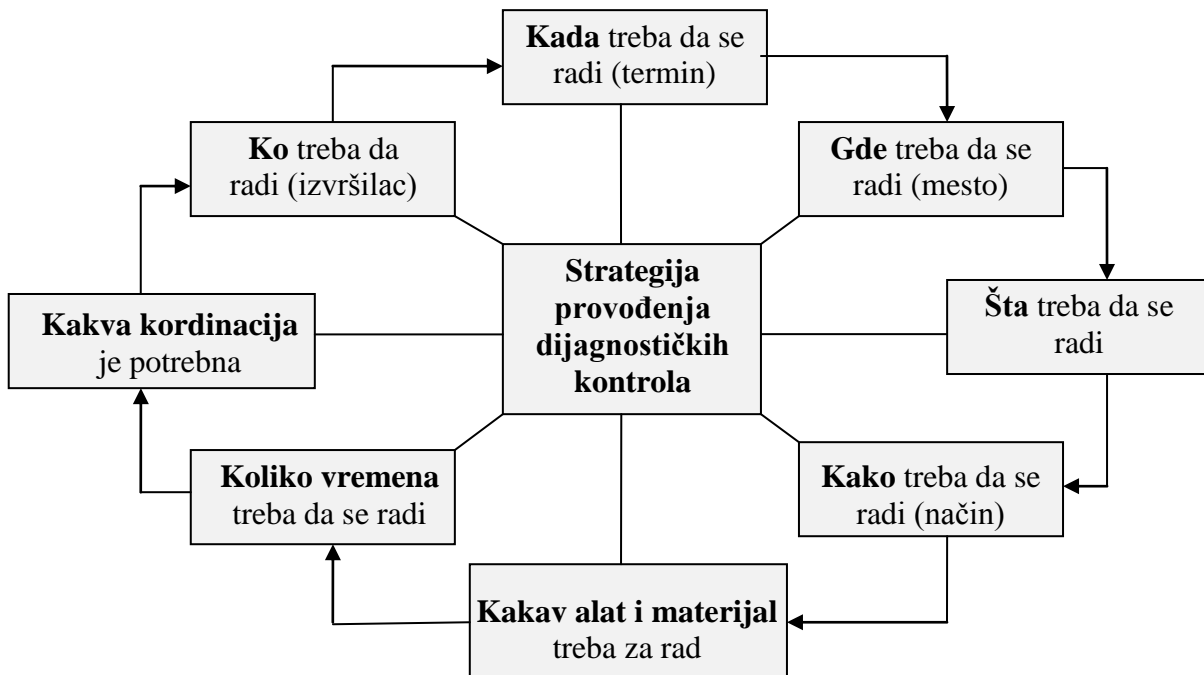 Kada treba da se
radi (termin)
Ko treba da
radi (izvršilac)
Gde treba da se
radi (mesto)
Strategija
provođenja
dijagnostičkih
kontrola
Kakva kordinacija
je potrebna
Šta treba da se
radi
Koliko vremena
treba da se radi
Kako treba da se
radi (način)
Kakav alat i materijal
treba za rad